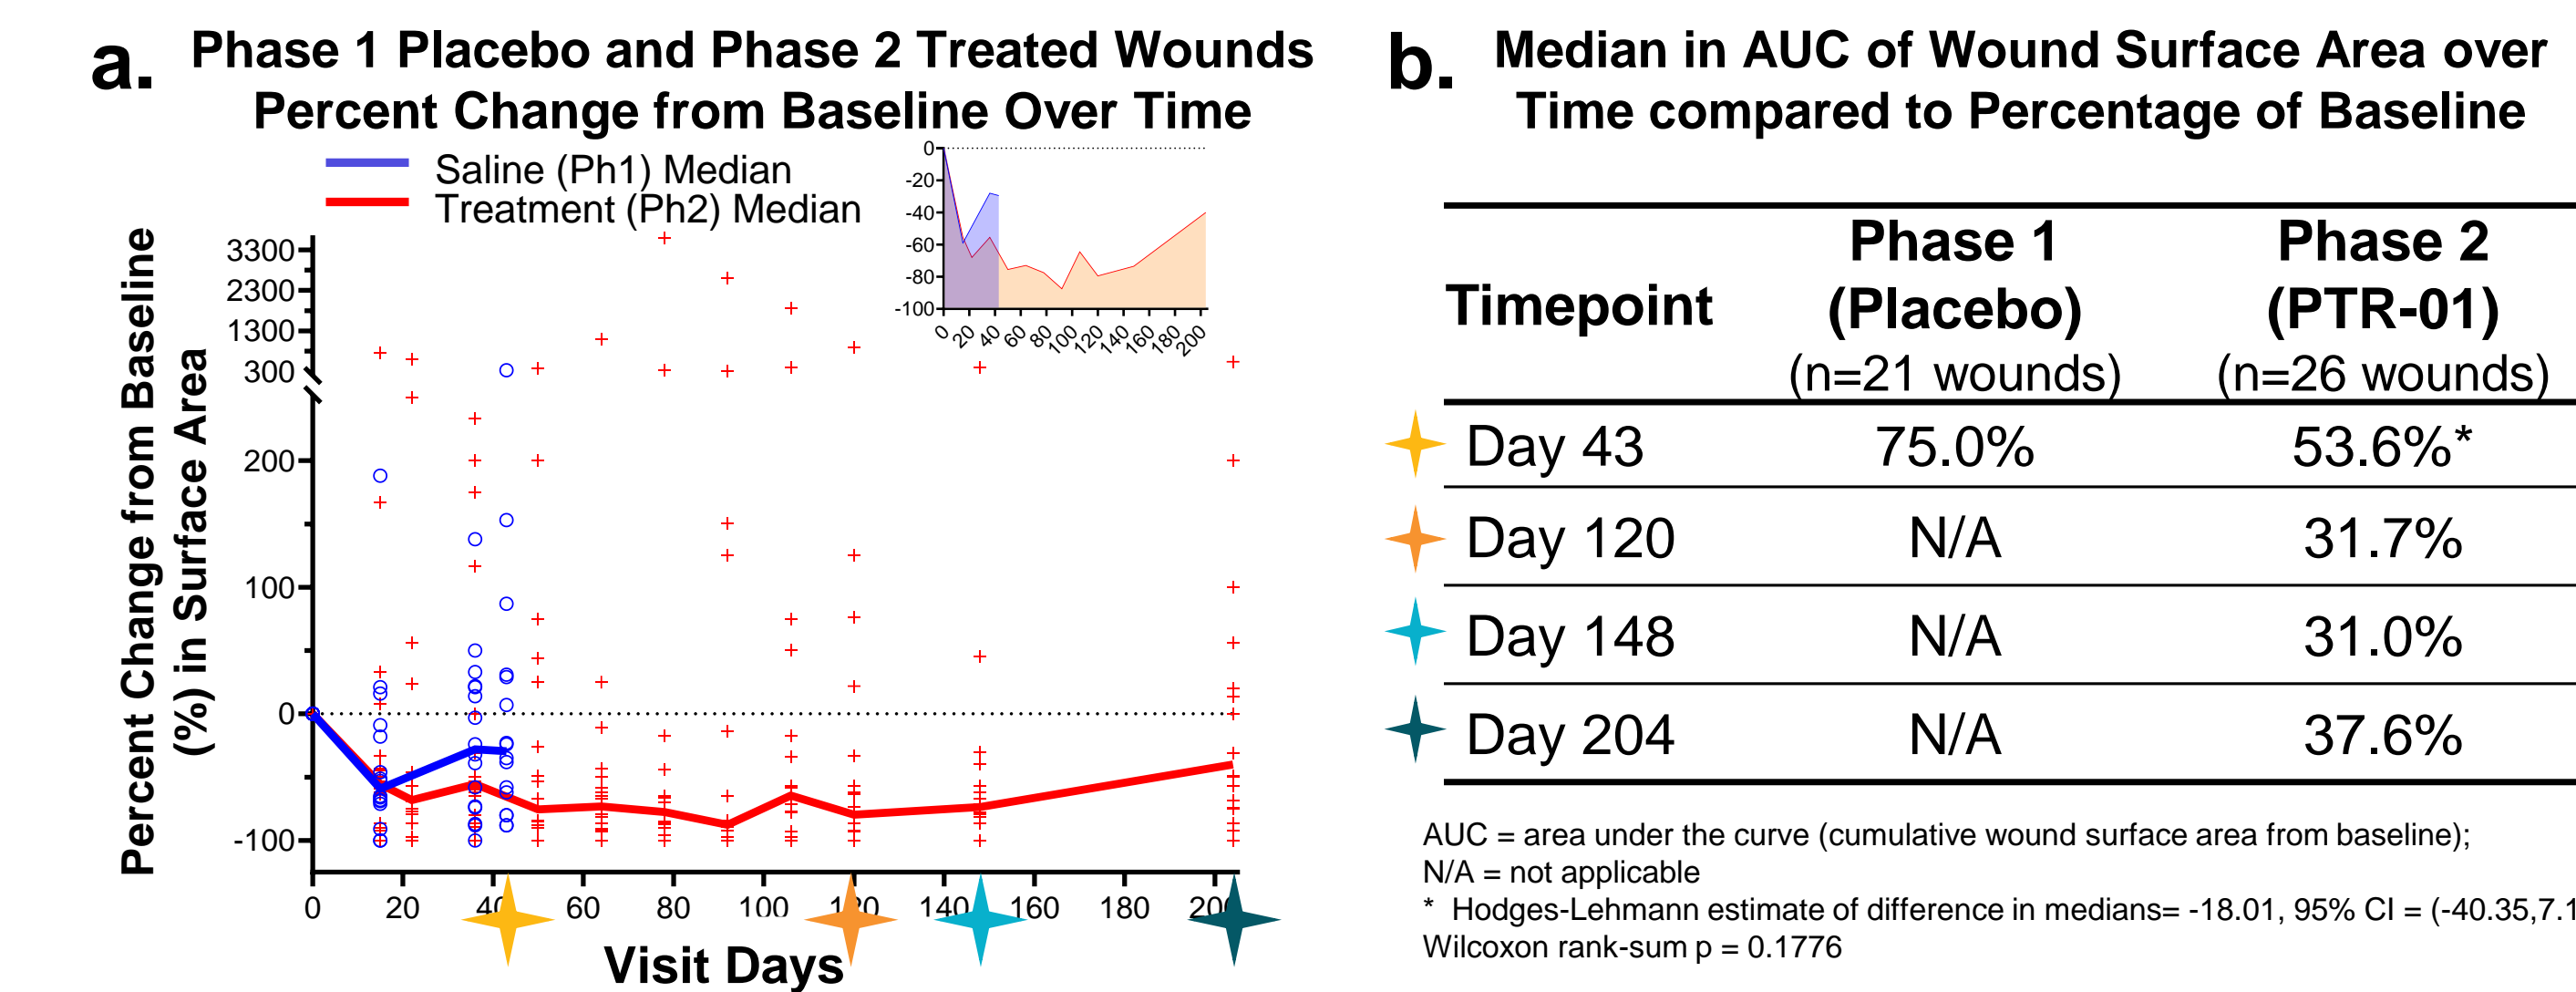 a.
Phase 1 Placebo and Phase 2 Treated Wounds
Percent Change from Baseline Over Time
Saline (Ph1) Median
Treatment (Ph2) Median
0
-20
-40
-60
-80
-100
0 20 40 60 80 100 120 140 160 180 200
Percent Change from Baseline
(%) in Surface Area
3300
2300
1300
300
200
100
0
-100
0 20 40 60 80 100 120 140 160 180 200
Visit Days
b.
Median in AUC of Wound Surface Area over
Time compared to Percentage of Baseline
Timepoint
Phase 1
(Placebo)
(n=21 wounds)
Phase 2
(PTR-01)
(n=26 wounds)
Day 43 75.0% 53.6%*
Day 120 N/A 31.7%
Day 148 N/A 31.0%
Day 204 N/A 37.6%
AUC = area under the curve (cumulative wound surface area from baseline);
N/A = not applicable
* Hodges-Lehmann estimate of difference in medians= -18.01, 95% CI = (-40.35,7.1
Wilcoxon rank-sum p = 0.1776